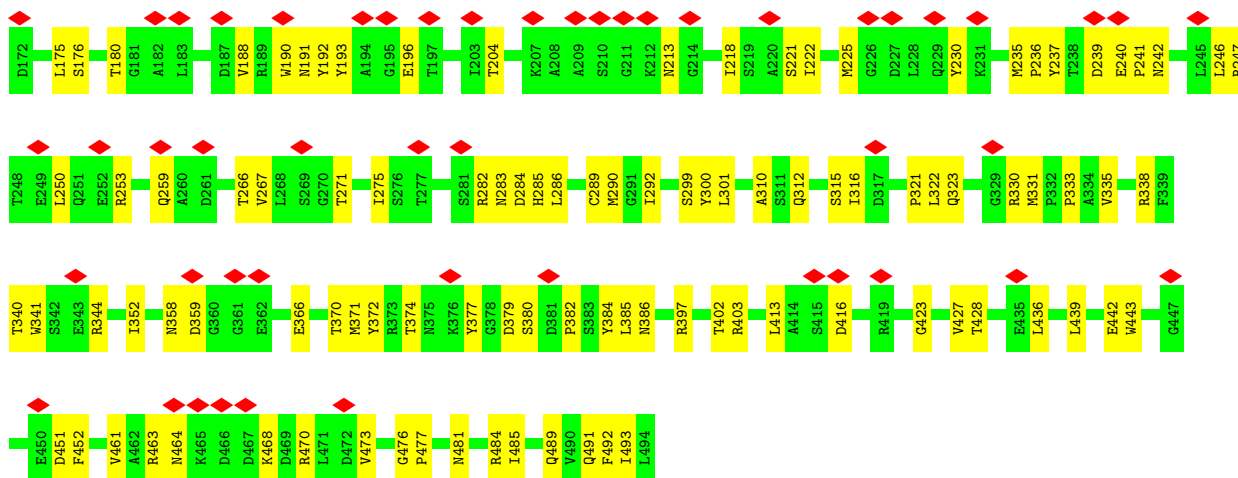 D172 L175 S176 T180 G181 A182 L183 D187 V188 R189 W190 N191 Y192 Y193 A194 G195 E196 T197 I203 T204 K207 A208 A209 S210 G211 K212 N213 G214 I218 S219 A220 S221 I222 M225 G226 D227 L228 Q229 Y230 K231 M235 P236 Y237 T238 D239 E240 P241 N242 L245 L246
T248 E249 L250 Q251 E252 R253 Q259 A260 D261 T266 V267 L268 S269 G270 T271 I275 S276 T277 S281 R282 N283 D284 H285 L286 C289 M290 G291 I292 S299 Y300 L301 A310 S311 Q312 S315 I316 D317 P321 L322 Q323 G329 R330 M331 P332 P333 A334 V335 R338 F339
T340 W341 S342 E343 R344 I352 N358 D359 G360 G361 E362 E366 T370 M371 Y372 R373 T374 N375 K376 Y377 G378 D379 S380 D381 P382 S383 Y384 L385 N386 R397 T402 R403 L413 A414 S415 D416 R419 G423 V427 T428 E435 L436 L439 E442 W443 G447
E450 D451 F452 V461 A462 R463 N464 K465 D466 D467 K468 D469 R470 L471 D472 V473 G476 P477 N481 R484 I485 Q489 V490 Q491 F492 I493 L494